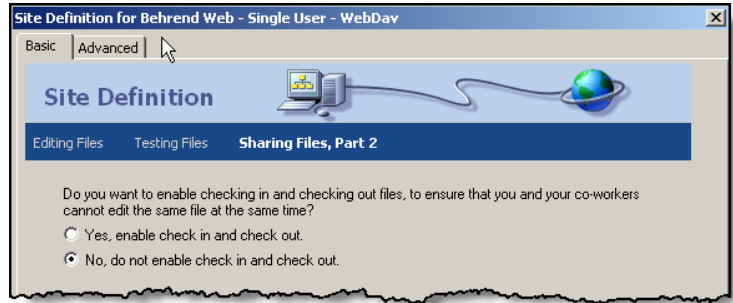 Site Definition for Behrend Web - Single User - WebDav
Basic Advanced
Site Definition
Editing Files Testing Files Sharing Files, Part 2
Do you want to enable checking in and checking out files, to ensure that you and your co-workers
cannot edit the same file at the same time?
Yes, enable check in and check out.
No, do not enable check in and check out.